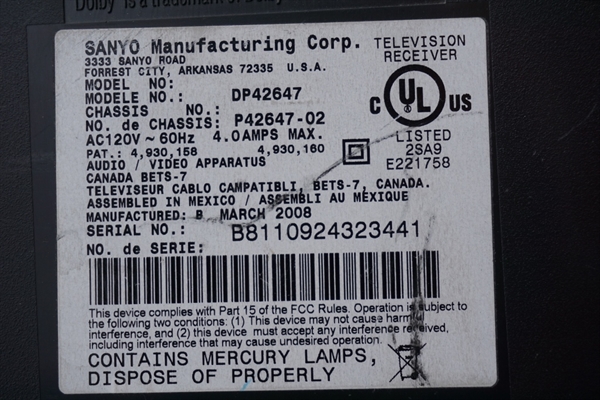 Dolby is a trademark of Dolby
SANYO Manufacturing Corp.
3333 SANYO ROAD
FORREST CITY, ARKANSAS 72335 U.S.A.
TELEVISION
RECEIVER
MODEL NO:
MODELE NO.: DP42647
CHASSIS NO.:
NO. de CHASSIS: P42647-02
AC120V~60Hz 4.0AMPS MAX.
PAT.: 4,930,158 4,930,160
C UL US
LISTED
2SA9
E221758
AUDIO / VIDEO APPARATUS
CANADA BETS-7
TELEVISEUR CABLO CAMPATIBLI, BETS-7, CANADA.
ASSEMBLED IN MEXICO / ASSEMBLI AU MÉXIQUE
MANUFACTURED: B MARCH 2008
SERIAL NO.: B8110924323441
NO. de SERIE:
This device complies with Part 15 of the FCC Rules. Operation is subject to
the following two conditions: (1) This device may not cause harmful
interference, and (2) this device must accept any interference received,
including interference that may cause undesired operation.
CONTAINS MERCURY LAMPS,
DISPOSE OF PROPERLY